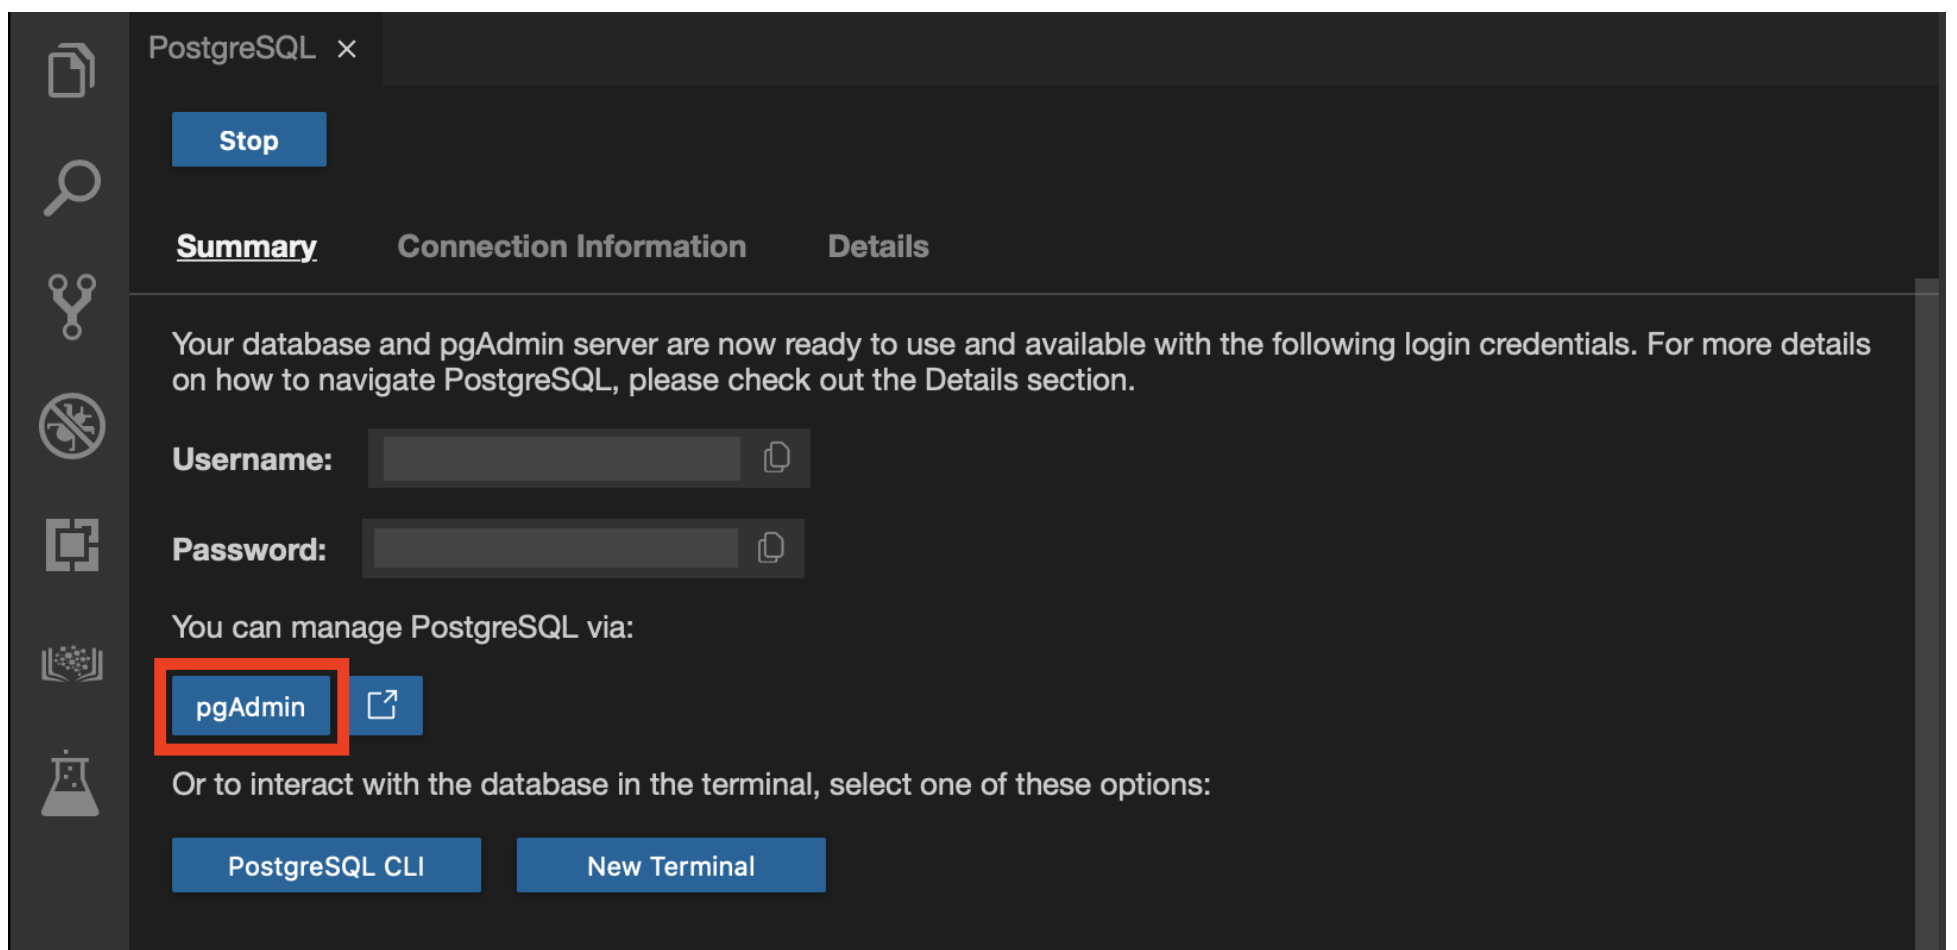 PostgreSQL ×
Stop
Summary Connection Information Details
Your database and pgAdmin server are now ready to use and available with the following login credentials. For more details
on how to navigate PostgreSQL, please check out the Details section.
Username:
Password:
You can manage PostgreSQL via:
pgAdmin
Or to interact with the database in the terminal, select one of these options:
PostgreSQL CLI New Terminal